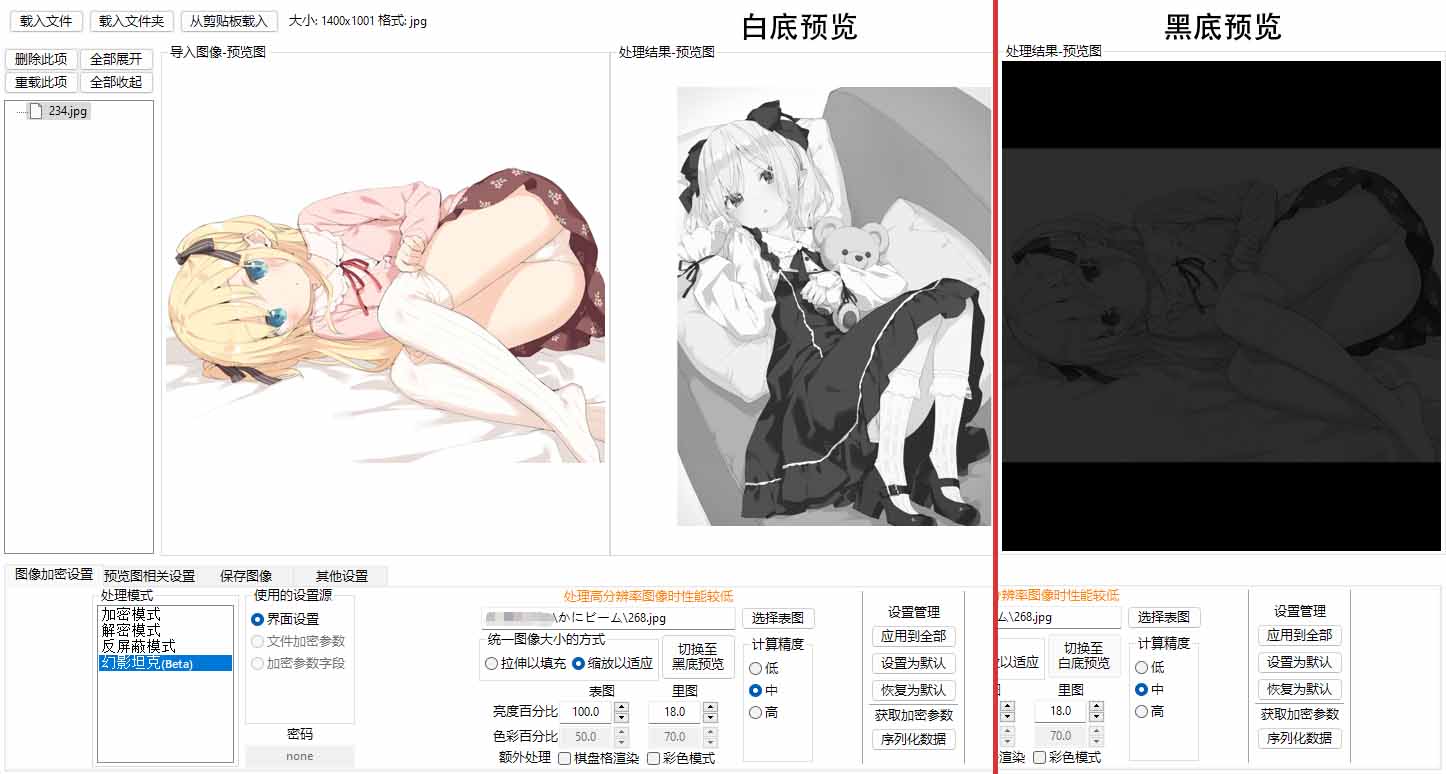 载入文件 载入文件夹 从剪贴板载入 大小: 1400x1001 格式: jpg
白底预览
黑底预览
删除此项 全部展开
重载此项 全部收起
234.jpg
导入图像-预览图
处理结果-预览图
处理结果-预览图
图像加密设置 预览图相关设置 保存图像 其他设置
处理模式
加密模式
解密模式
反屏蔽模式
幻影坦克(Beta)
使用的设置源
界面设置
文件加密参数
加密参数字段
密码
none
处理高分辨率图像时性能较低
\かにビーム\268.jpg 选择表图
统一图像大小的方式
拉伸以填充 缩放以适应
切换至
黑底预览
表图 里图
亮度百分比 100.0 18.0
色彩百分比 50.0 70.0
额外处理 棋盘格渲染 彩色模式
计算精度
低
中
高
设置管理
应用到全部
设置为默认
恢复为默认
获取加密参数
序列化数据
辨率图像时性能较低
\268.jpg 选择表图
以适应
切换至
白底预览
里图
18.0
70.0
渲染 彩色模式
计算精度
低
中
高
设置管理
应用到全部
设置为默认
恢复为默认
获取加密参数
序列化数据